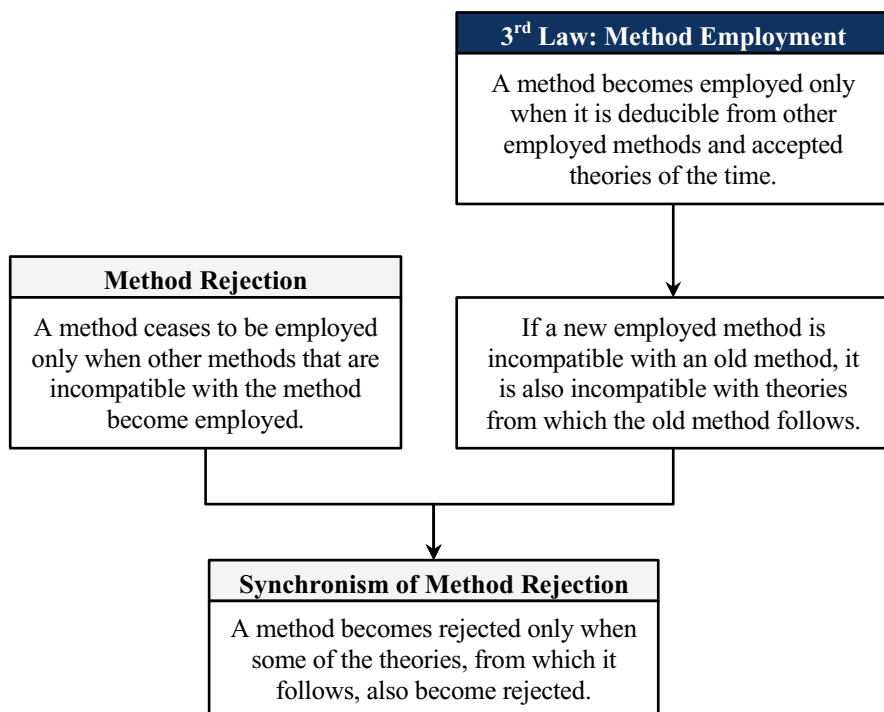 3rd Law: Method Employment
A method becomes employed only
when it is deducible from other
employed methods and accepted
theories of the time.
Method Rejection
A method ceases to be employed
only when other methods that are
incompatible with the method
become employed.
If a new employed method is
incompatible with an old method, it
is also incompatible with theories
from which the old method follows.
Synchronism of Method Rejection
A method becomes rejected only when
some of the theories, from which it
follows, also become rejected.